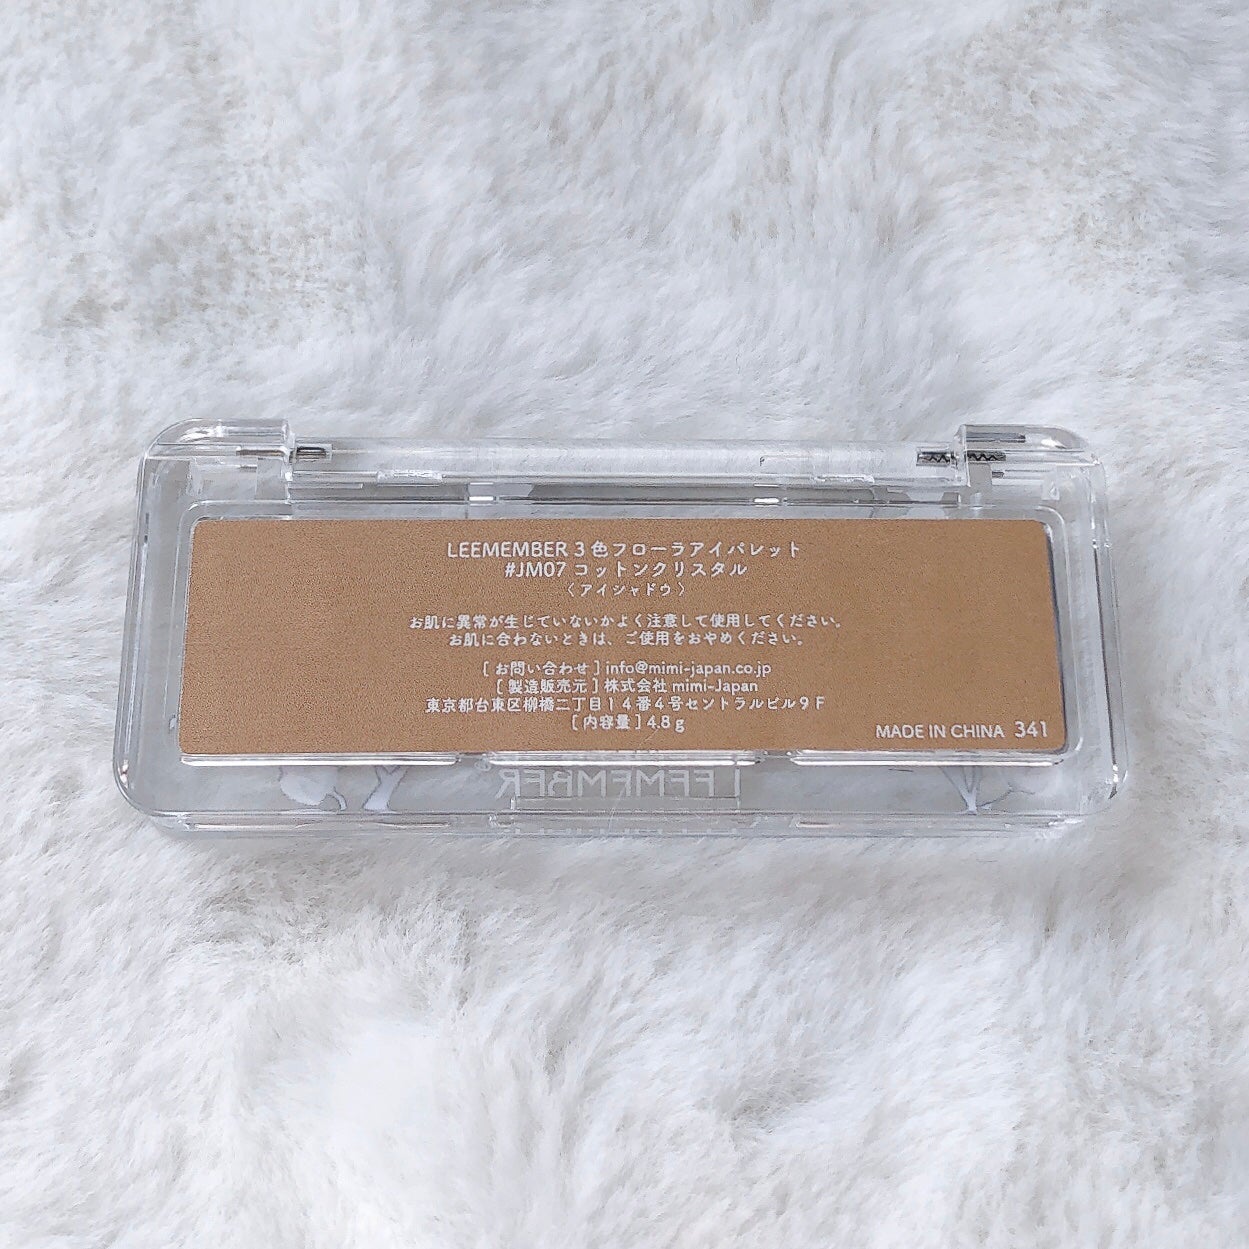 LEEMEMBER 3色フローラアイパレット
#JM07 コットンクリスタル
〈アイシャドウ〉
お肌に異常が生じていないかよく注意して使用してください。
お肌に合わないときは、ご使用をおやめください。
[お問い合わせ] info@mimi-japan.co.jp
[製造販売元] 株式会社 mimi-Japan
東京都台東区柳橋二丁目14番4号セントラルビル9F
[内容量] 4.8g
MADE IN CHINA 341
LEEMEMBER